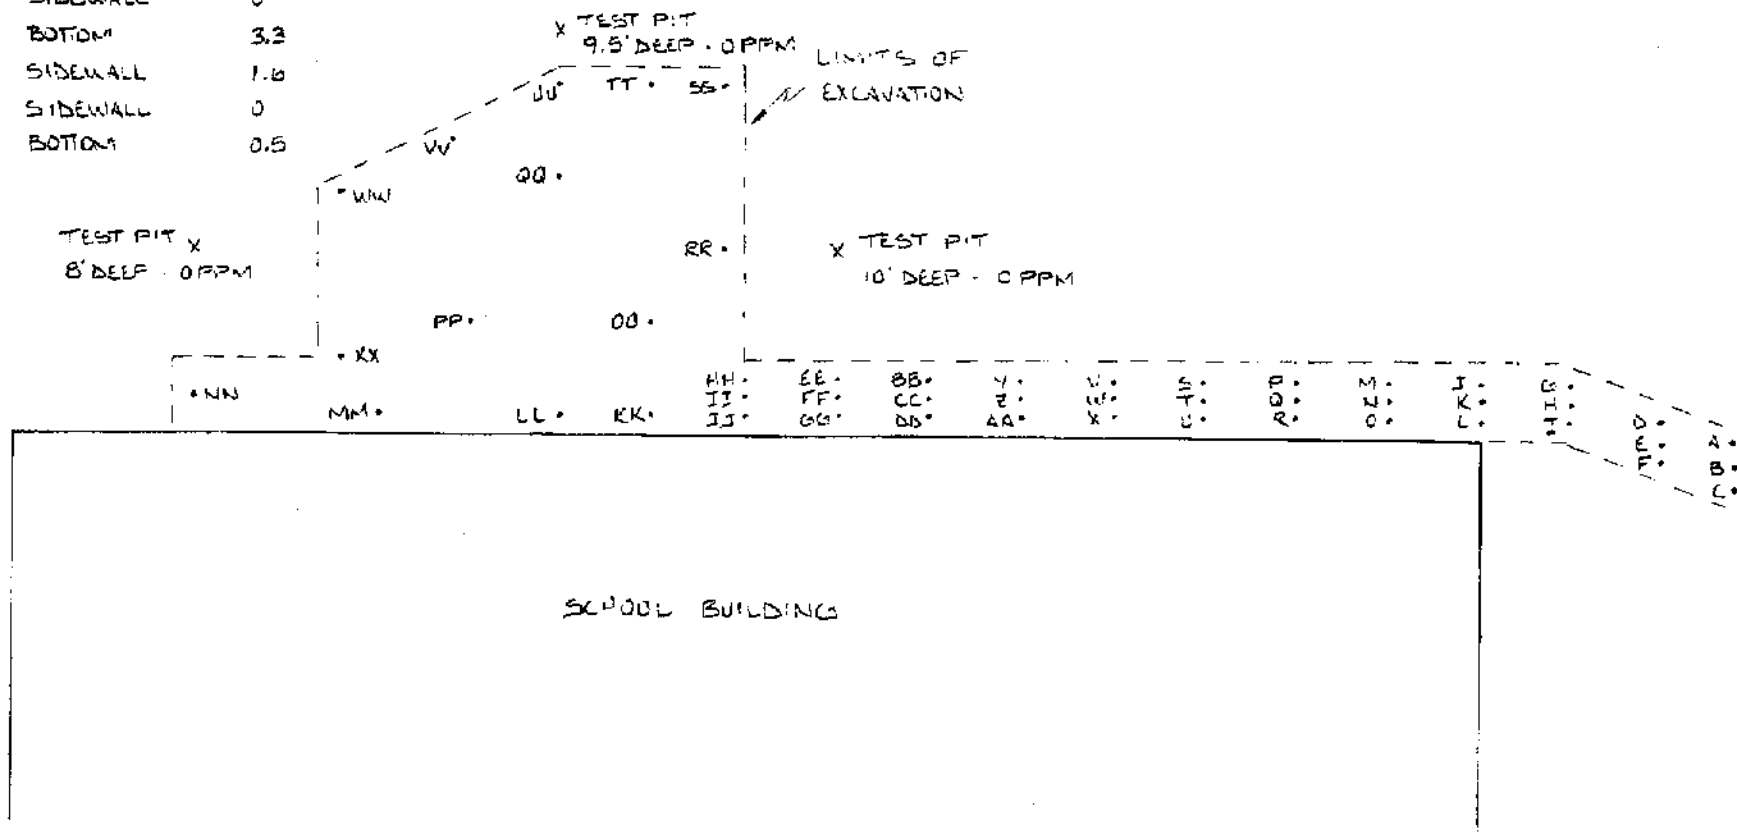 SIDEWALL 0
BOTTOM 3.3
SIDEWALL 1.6
SIDEWALL 0
BOTTOM 0.5
TEST PIT
9.5' DEEP - 0 PPM
LIMITS OF
EXCAVATION
UU TT SS
VV
QQ
WW
TEST PIT
8' DEEP - 0 PPM
RR
TEST PIT
10' DEEP - 0 PPM
PP OO
XX
NN
HH EE BB Y V S P M J G
II FF CC Z W T Q N K H
MM LL KK JJ GG DD AA X U R O L I
D A
E B
F C
SCHOOL BUILDING